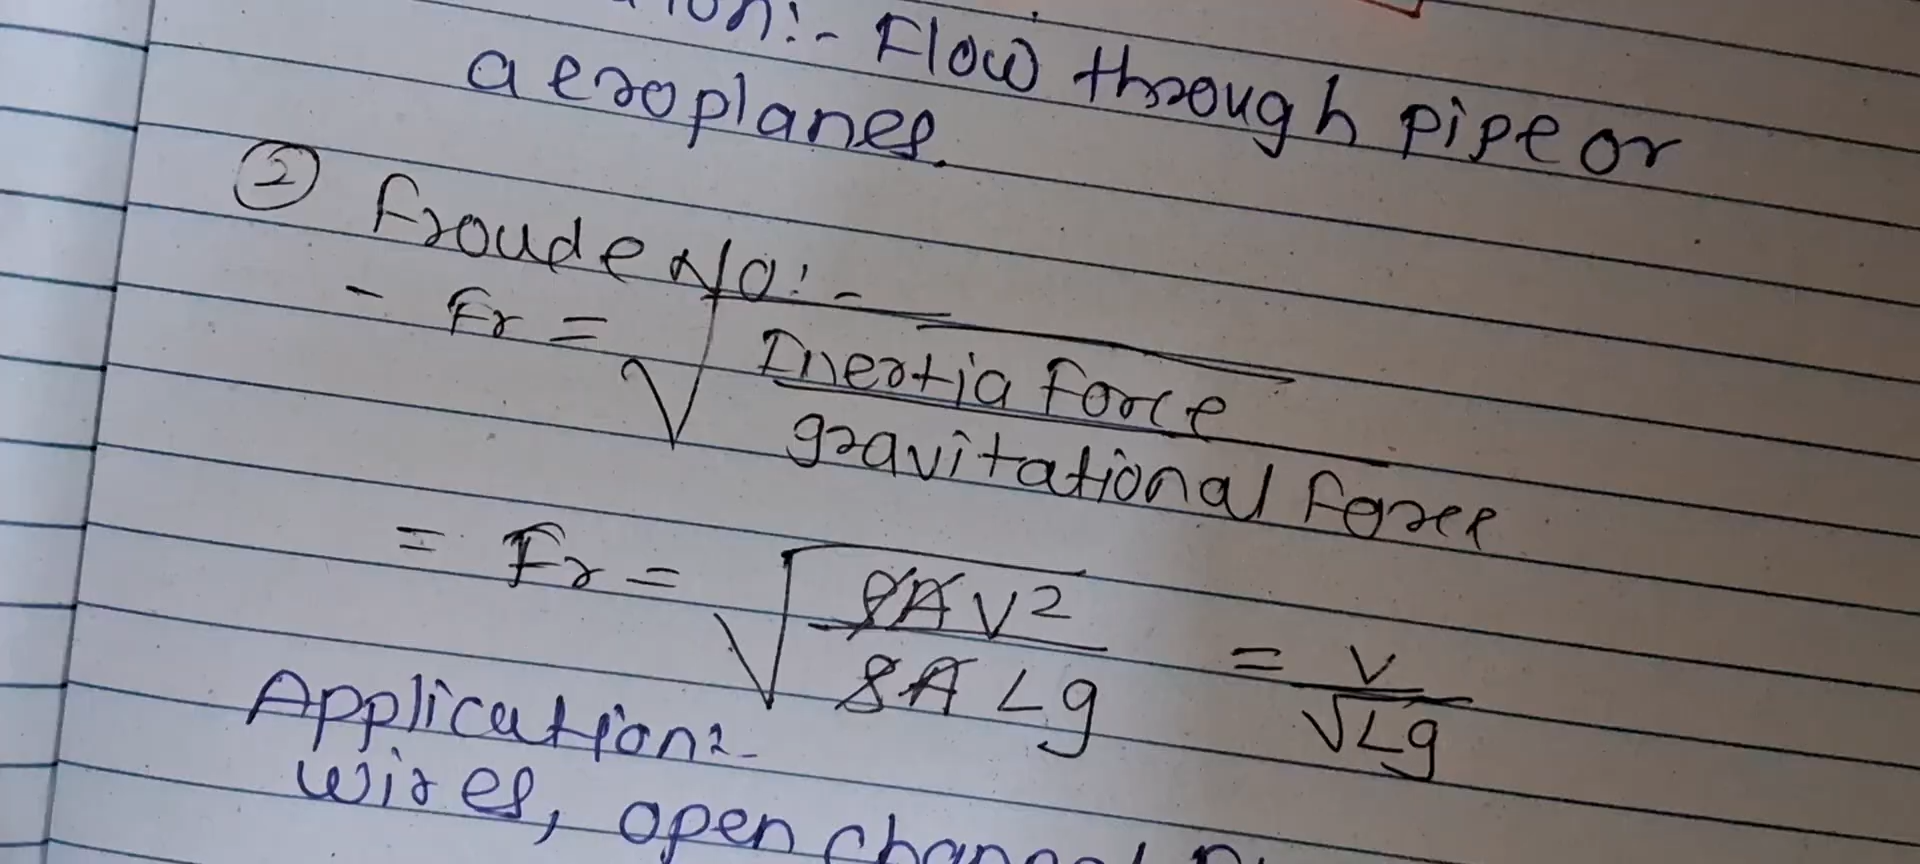 :- Flow through pipe or
aeroplanes.
② Froude No:-
- Fr = √(Inertia Force / gravitational Force)
= Fr = √(ρAV² / ρALg) = V / √Lg
Application:-
wires, open channel